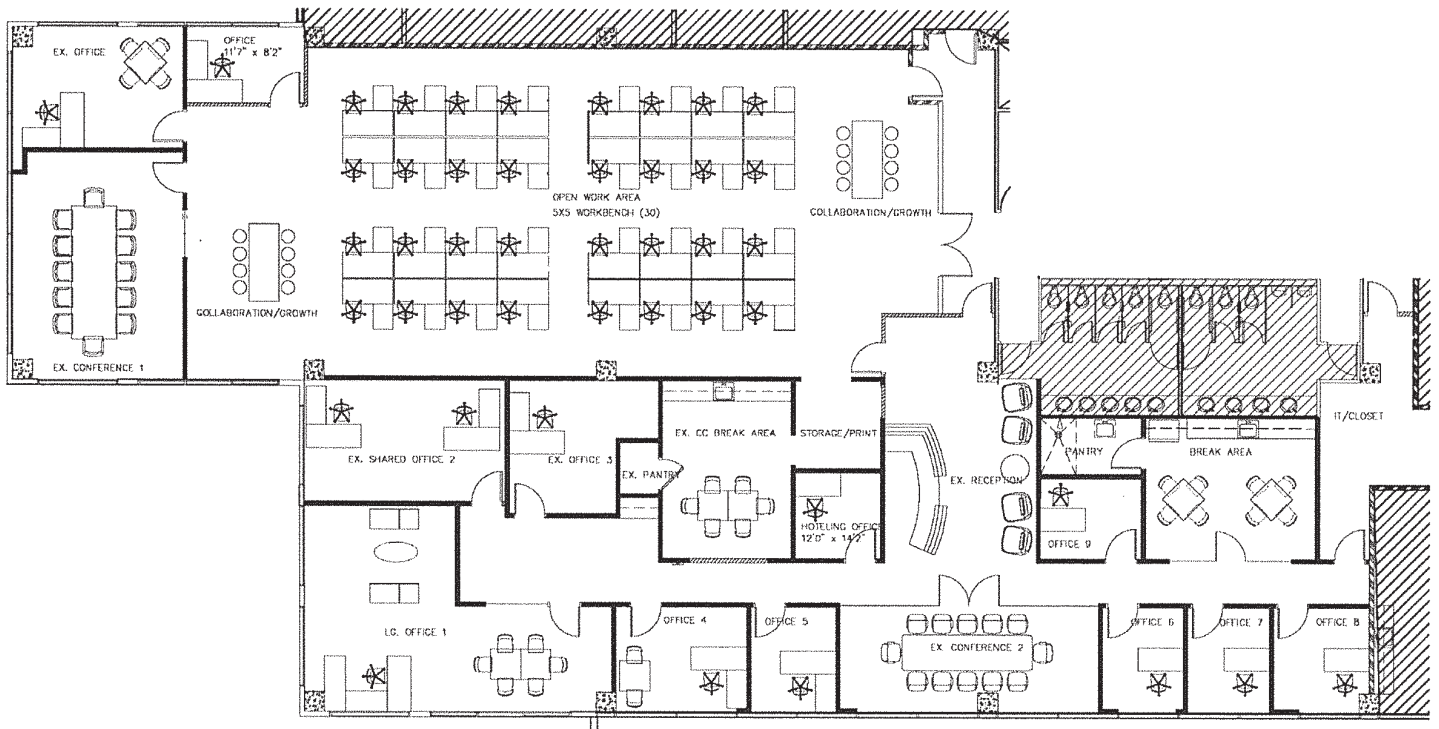 EX. OFFICE
OFFICE
11'7" x 8'2"
OPEN WORK AREA
5X5 WORKBENCH (30)
COLLABORATION/GROWTH
COLLABORATION/GROWTH
EX. CONFERENCE 1
EX. SHARED OFFICE 2
EX. OFFICE 3
EX. PANTRY
EX. CC BREAK AREA
STORAGE/PRINT
HOTELING OFFICE
12'0" x 14'2"
EX. RECEPTION
PANTRY
BREAK AREA
IT/CLOSET
OFFICE 9
LG. OFFICE 1
OFFICE 4
OFFICE 5
EX. CONFERENCE 2
OFFICE 6
OFFICE 7
OFFICE 8